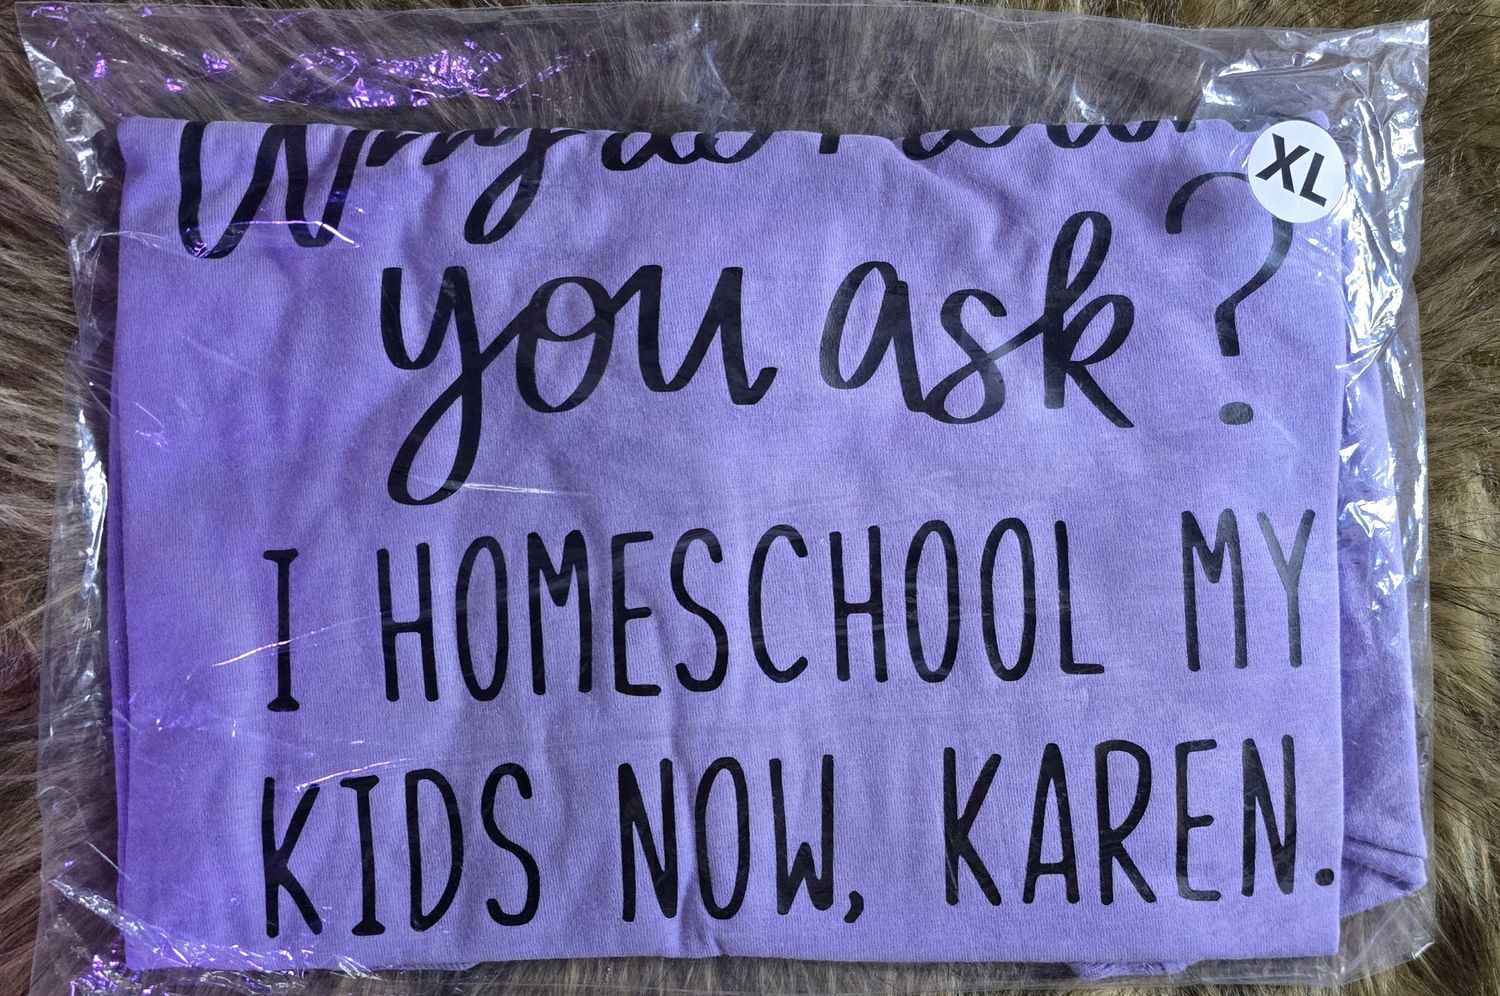 XL
you ask?
I HOMESCHOOL MY
KIDS NOW, KAREN.